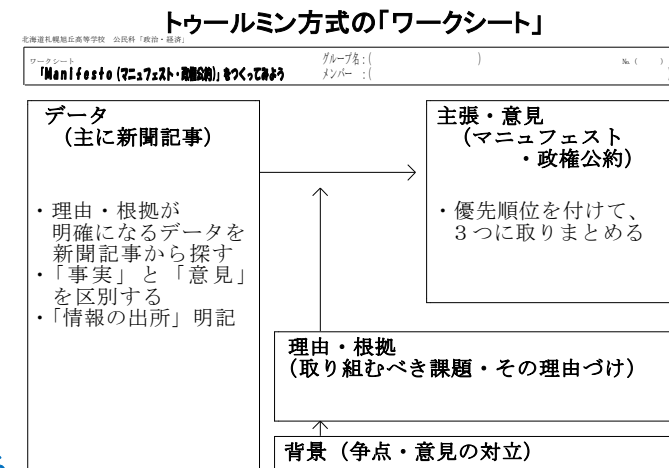 トゥールミン方式の「ワークシート」
北海道札幌旭丘高等学校 公民科「政治・経済」
ワークシート
「Manifesto(マニュフェスト・政権公約)」をつくってみよう
グループ名:( )
メンバー :(
№ ( )
データ
(主に新聞記事)
・理由・根拠が
明確になるデータを
新聞記事から探す
・「事実」と「意見」
を区別する
・「情報の出所」明記
主張・意見
(マニュフェスト
・政権公約)
・優先順位を付けて、
3つに取りまとめる
理由・根拠
(取り組むべき課題・その理由づけ)
背景(争点・意見の対立)